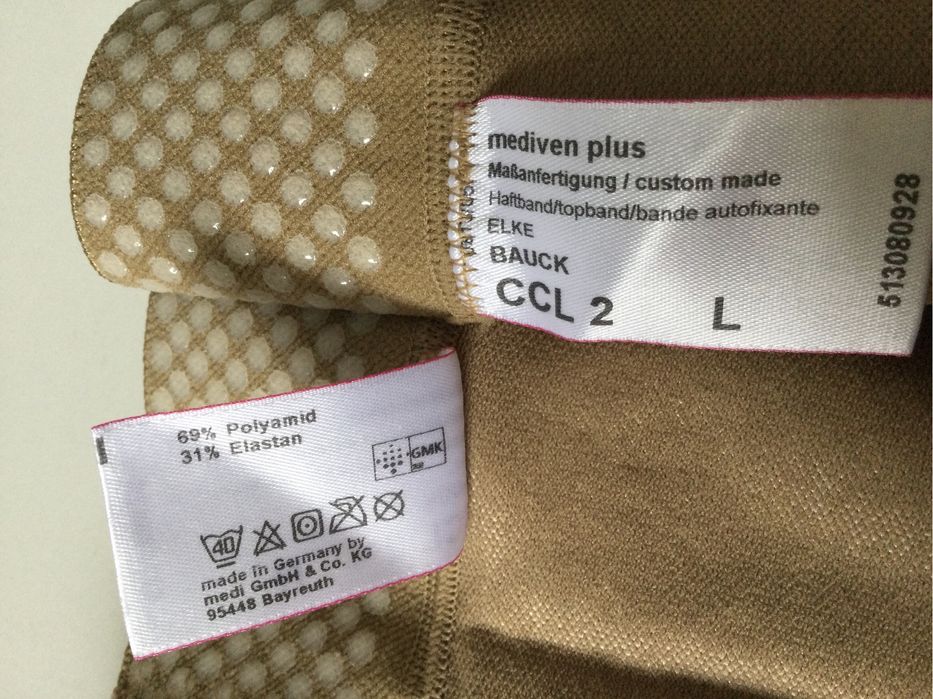 mediven plus
Maßanfertigung / custom made
Haftband/topband/bande autofixante
ELKE
BAUCK
CCL 2 L
513080928
69% Polyamid
31% Elastan
GMK
40
made in Germany by
medi GmbH & Co. KG
95448 Bayreuth